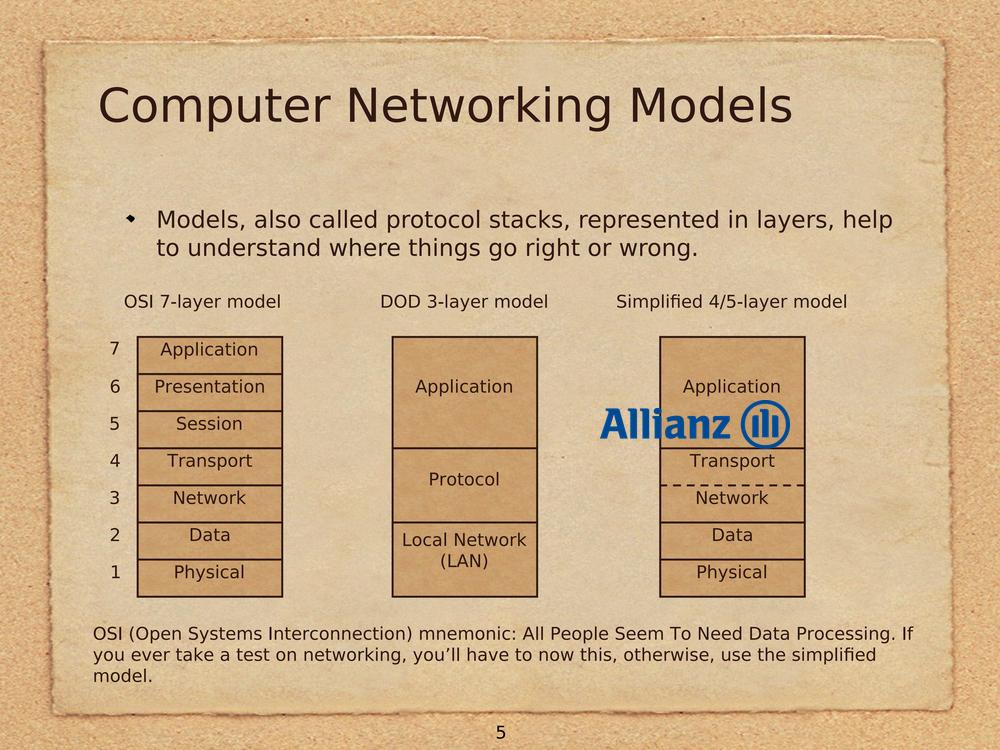 Computer Networking Models
Models, also called protocol stacks, represented in layers, help
to understand where things go right or wrong.
OSI 7-layer model
DOD 3-layer model
Simplified 4/5-layer model
7
Application
6
Presentation
5
Session
4
Transport
3
Network
2
Data
1
Physical
Application
Protocol
Local Network
(LAN)
Application
Allianz
Transport
Network
Data
Physical
OSI (Open Systems Interconnection) mnemonic: All People Seem To Need Data Processing. If
you ever take a test on networking, you’ll have to now this, otherwise, use the simplified
model.
5